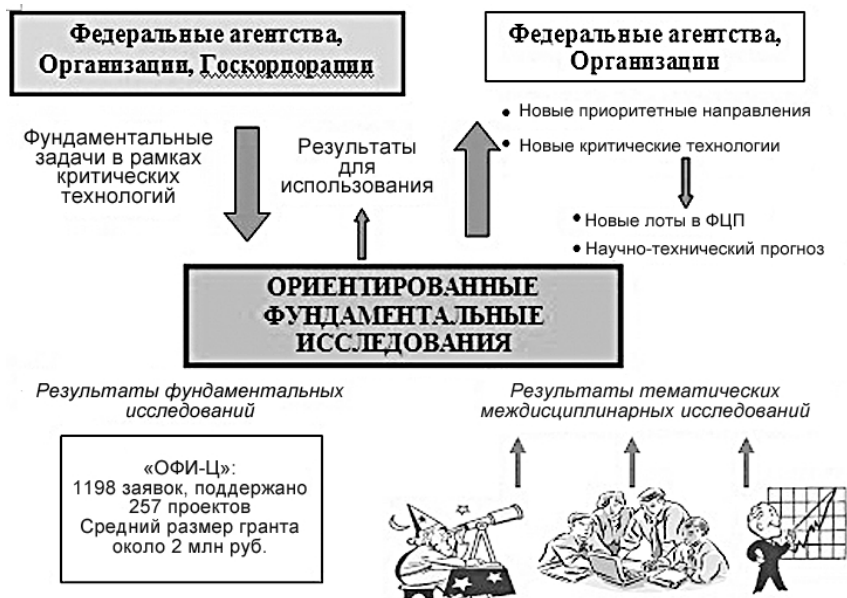 Федеральные агентства,
Организации, Госкорпорации
Федеральные агентства,
Организации
Фундаментальные
задачи в рамках
критических
технологий
Результаты
для
использования
• Новые приоритетные направления
• Новые критические технологии
• Новые лоты в ФЦП
• Научно-технический прогноз
ОРИЕНТИРОВАННЫЕ
ФУНДАМЕНТАЛЬНЫЕ
ИССЛЕДОВАНИЯ
Результаты фундаментальных
исследований
Результаты тематических
междисциплинарных исследований
«ОФИ-Ц»:
1198 заявок, поддержано
257 проектов
Средний размер гранта
около 2 млн руб.